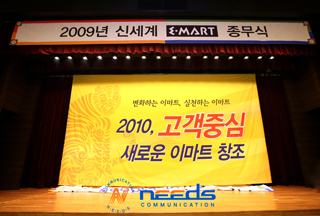 2009년 신세계 E·MART 종무식
변화하는 이마트, 실천하는 이마트
2010, 고객중심
새로운 이마트 창조
COMMUNICATION
NEEDS
needs
COMMUNICATION